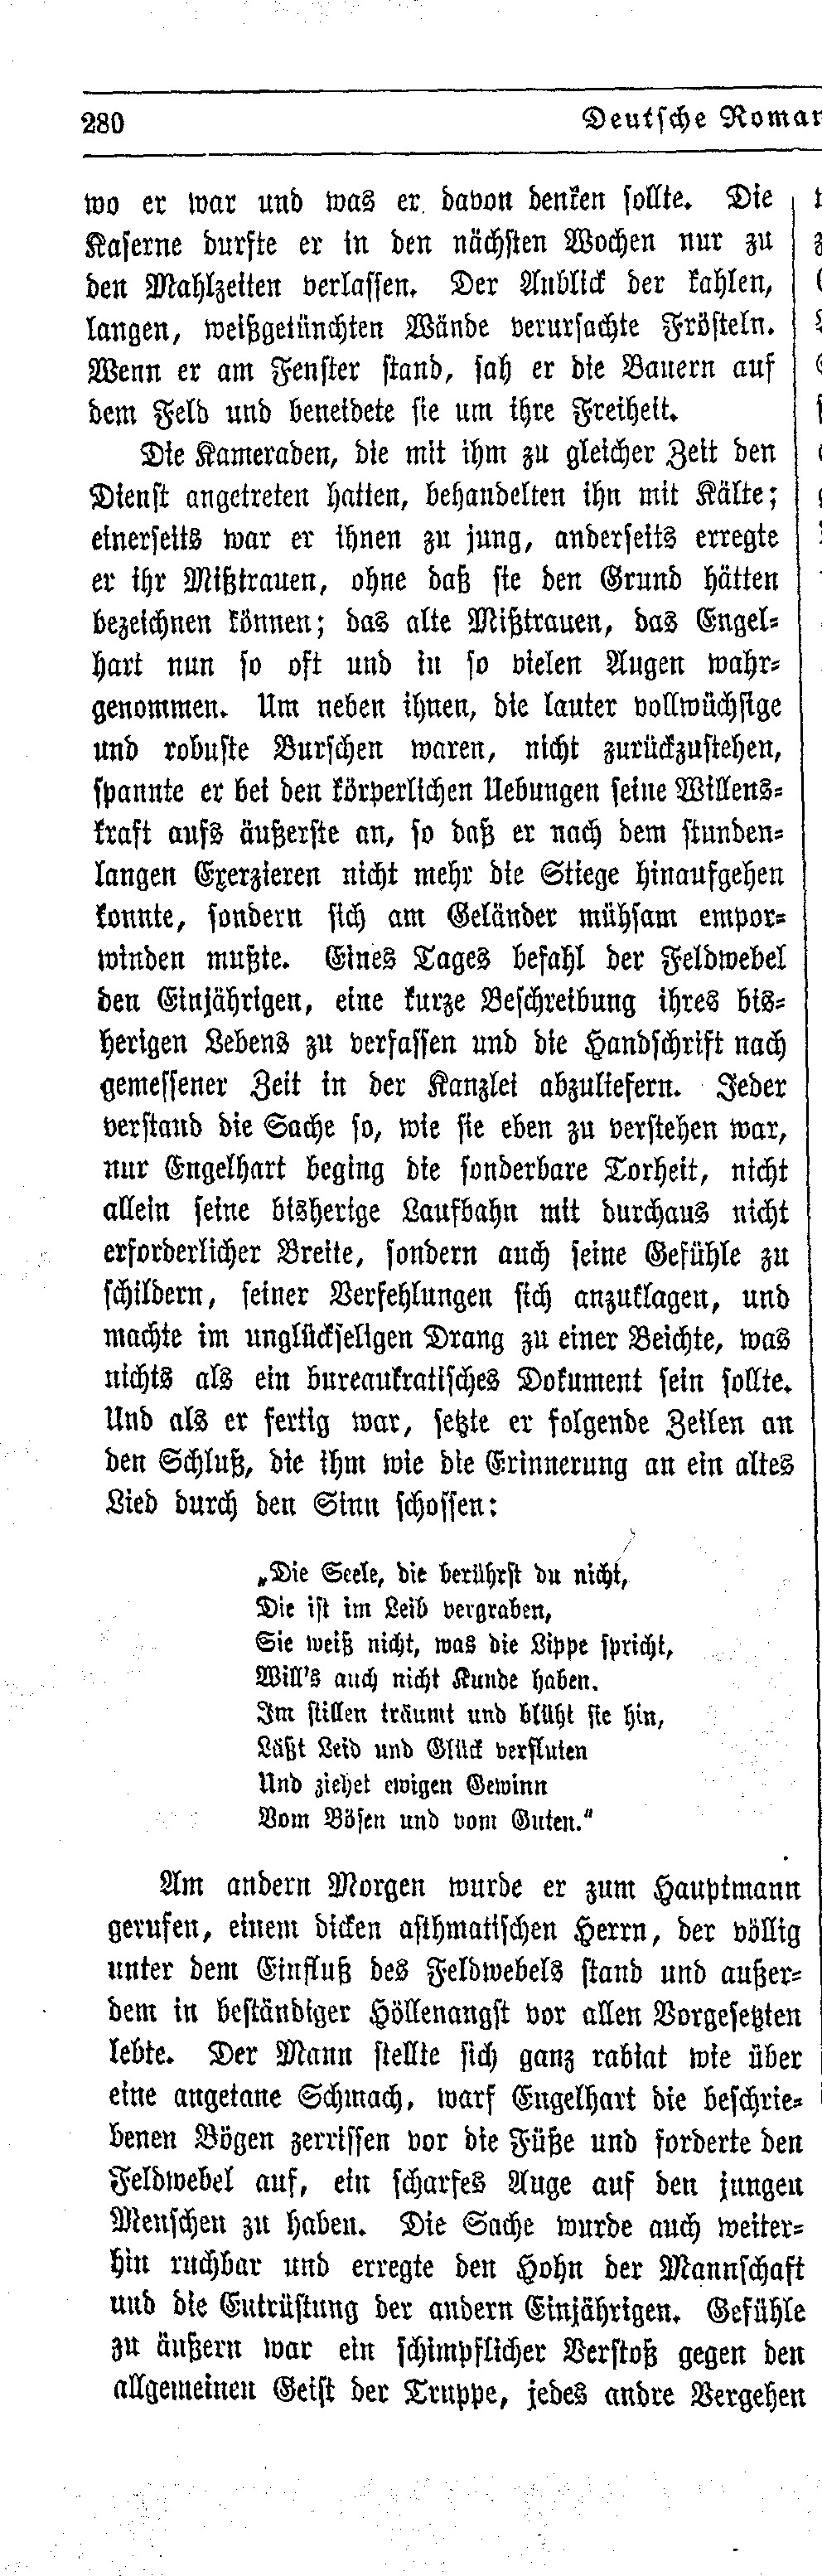 280 Deutsche Roman
wo er war und was er davon denken sollte. Die
Kaserne durfte er in den nächsten Wochen nur zu
den Mahlzeiten verlassen. Der Anblick der kahlen,
langen, weißgetünchten Wände verursachte Frösteln.
Wenn er am Fenster stand, sah er die Bauern auf
dem Feld und beneidete sie um ihre Freiheit.
Die Kameraden, die mit ihm zu gleicher Zeit den
Dienst angetreten hatten, behandelten ihn mit Kälte;
einerseits war er ihnen zu jung, anderseits erregte
er ihr Mißtrauen, ohne daß sie den Grund hätten
bezeichnen können; das alte Mißtrauen, das Engel-
hart nun so oft und in so vielen Augen wahr-
genommen. Um neben ihnen, die lauter vollwüchsige
und robuste Burschen waren, nicht zurückzustehen,
spannte er bei den körperlichen Uebungen seine Willens-
kraft aufs äußerste an, so daß er nach dem stunden-
langen Exerzieren nicht mehr die Stiege hinaufgehen
konnte, sondern sich am Geländer mühsam empor-
winden mußte. Eines Tages befahl der Feldwebel
den Einjährigen, eine kurze Beschreibung ihres bis-
herigen Lebens zu verfassen und die Handschrift nach
gemessener Zeit in der Kanzlei abzuliefern. Jeder
verstand die Sache so, wie sie eben zu verstehen war,
nur Engelhart beging die sonderbare Torheit, nicht
allein seine bisherige Laufbahn mit durchaus nicht
erforderlicher Breite, sondern auch seine Gefühle zu
schildern, seiner Verfehlungen sich anzuklagen, und
machte im unglückseligen Drang zu einer Beichte, was
nichts als ein bureaukratisches Dokument sein sollte.
Und als er fertig war, setzte er folgende Zeilen an
den Schluß, die ihm wie die Erinnerung an ein altes
Lied durch den Sinn schossen:
„Die Seele, die berührst du nicht,
Die ist im Leib vergraben,
Sie weiß nicht, was die Lippe spricht,
Will's auch nicht Kunde haben.
Im stillen träumt und blüht sie hin,
Läßt Leid und Glück verfluten
Und ziehet ewigen Gewinn
Vom Bösen und vom Guten.“
Am andern Morgen wurde er zum Hauptmann
gerufen, einem dicken asthmatischen Herrn, der völlig
unter dem Einfluß des Feldwebels stand und außer-
dem in beständiger Höllenangst vor allen Vorgesetzten
lebte. Der Mann stellte sich ganz rabiat wie über
eine angetane Schmach, warf Engelhart die beschrie-
benen Bögen zerrissen vor die Füße und forderte den
Feldwebel auf, ein scharfes Auge auf den jungen
Menschen zu haben. Die Sache wurde auch weiter-
hin ruchbar und erregte den Hohn der Mannschaft
und die Entrüstung der andern Einjährigen. Gefühle
zu äußern war ein schimpflicher Verstoß gegen den
allgemeinen Geist der Truppe, jedes andre Vergehen